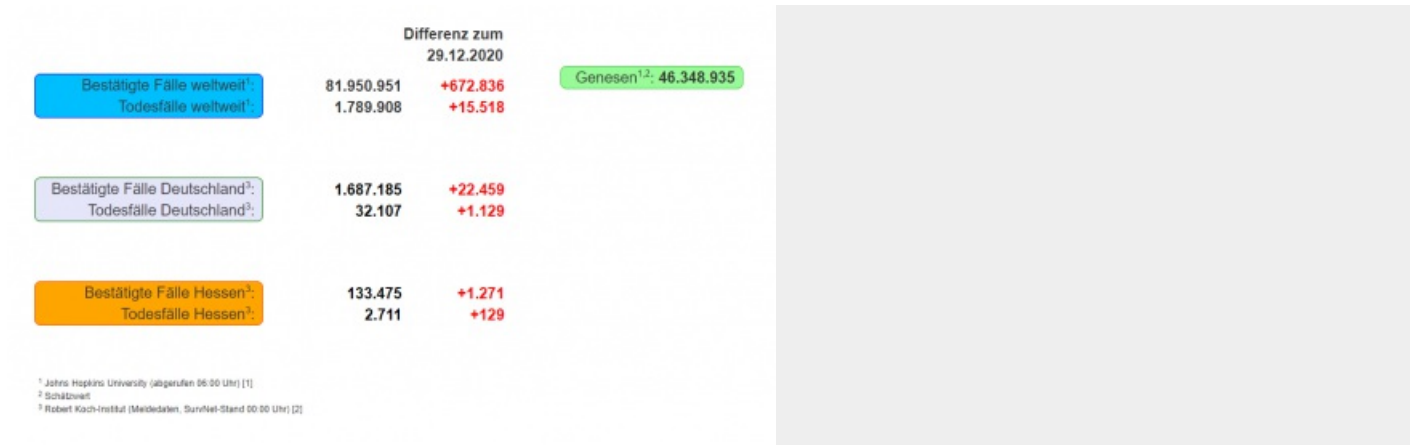 Differenz zum
29.12.2020
Genesen¹,²: 46.348.935
Bestätigte Fälle weltweit¹: 81.950.951 +672.836
Todesfälle weltweit¹: 1.789.908 +15.518
Bestätigte Fälle Deutschland³: 1.687.185 +22.459
Todesfälle Deutschland³: 32.107 +1.129
Bestätigte Fälle Hessen³: 133.475 +1.271
Todesfälle Hessen³: 2.711 +129
¹ Johns Hopkins University (abgerufen 06:00 Uhr) [1]
² Schätzwert
³ Robert Koch-Institut (Meldedaten, SurvNet-Stand 00:00 Uhr) [2]